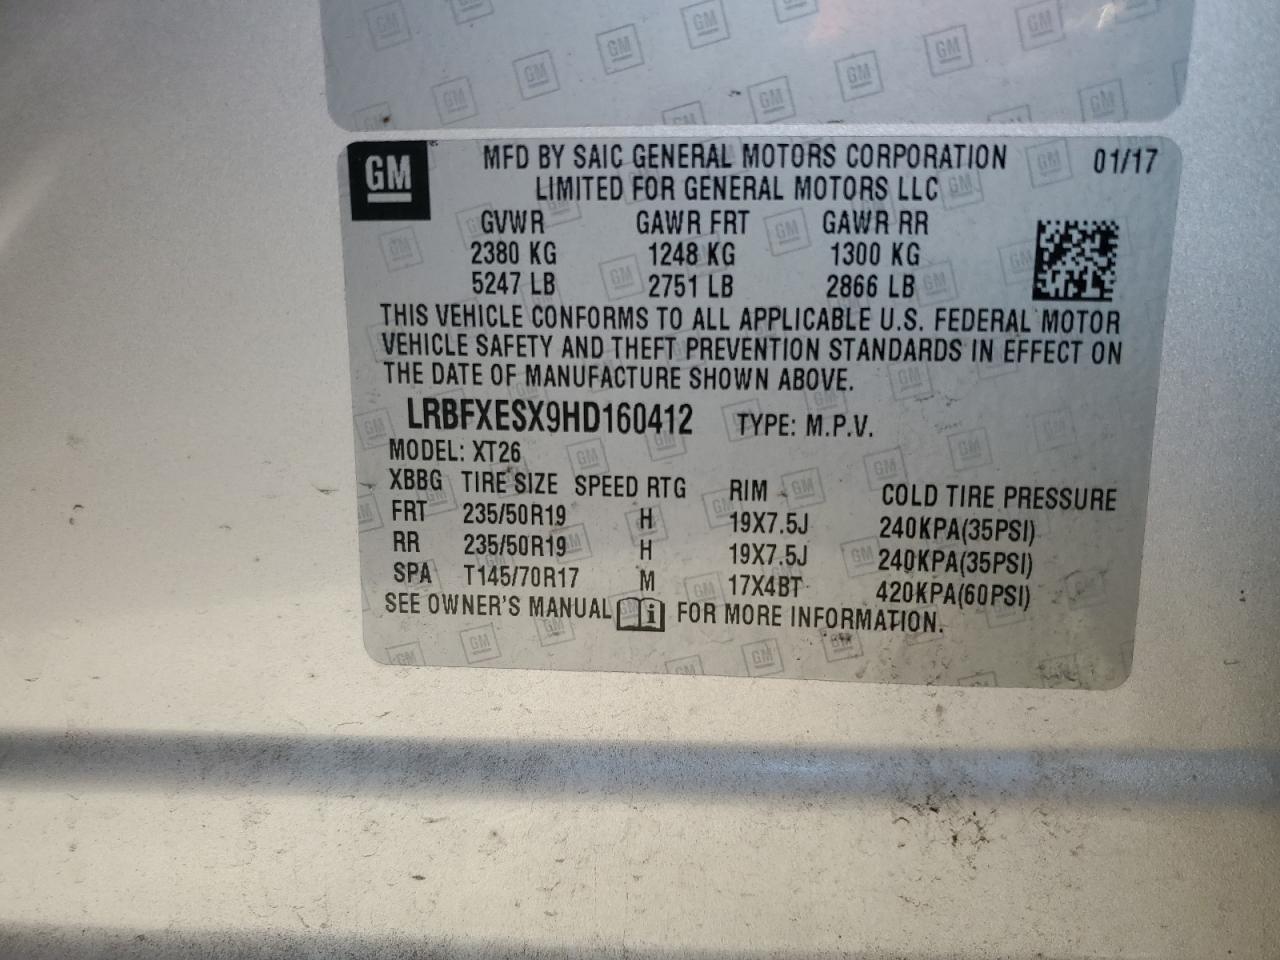 GM MFD BY SAIC GENERAL MOTORS CORPORATION 01/17
LIMITED FOR GENERAL MOTORS LLC
GVWR GAWR FRT GAWR RR
2380 KG 1248 KG 1300 KG
5247 LB 2751 LB 2866 LB
THIS VEHICLE CONFORMS TO ALL APPLICABLE U.S. FEDERAL MOTOR
VEHICLE SAFETY AND THEFT PREVENTION STANDARDS IN EFFECT ON
THE DATE OF MANUFACTURE SHOWN ABOVE.
LRBFXESX9HD160412 TYPE: M.P.V.
MODEL: XT26
XBBG TIRE SIZE SPEED RTG RIM COLD TIRE PRESSURE
FRT 235/50R19 H 19X7.5J 240KPA(35PSI)
RR 235/50R19 H 19X7.5J 240KPA(35PSI)
SPA T145/70R17 M 17X4BT 420KPA(60PSI)
SEE OWNER'S MANUAL i FOR MORE INFORMATION.